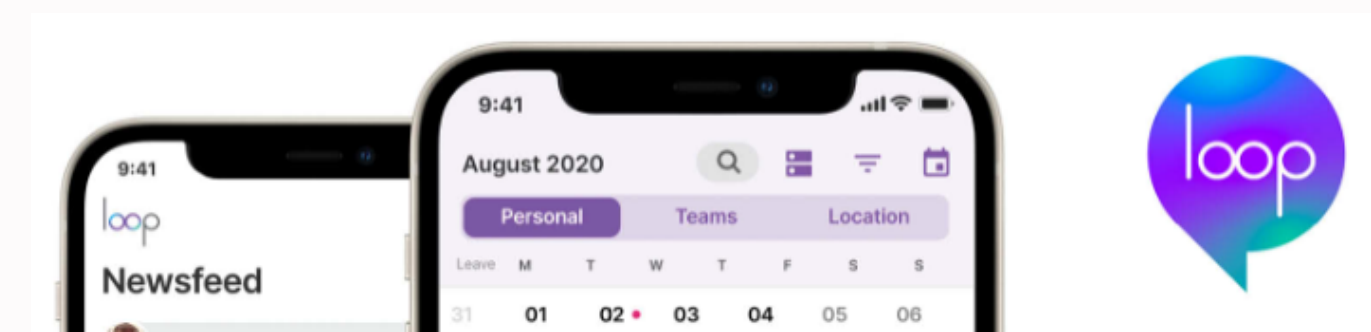 9:41
loop
Newsfeed
9:41
August 2020
Personal Teams Location
Leave M T W T F S S
31 01 02 03 04 05 06
loop